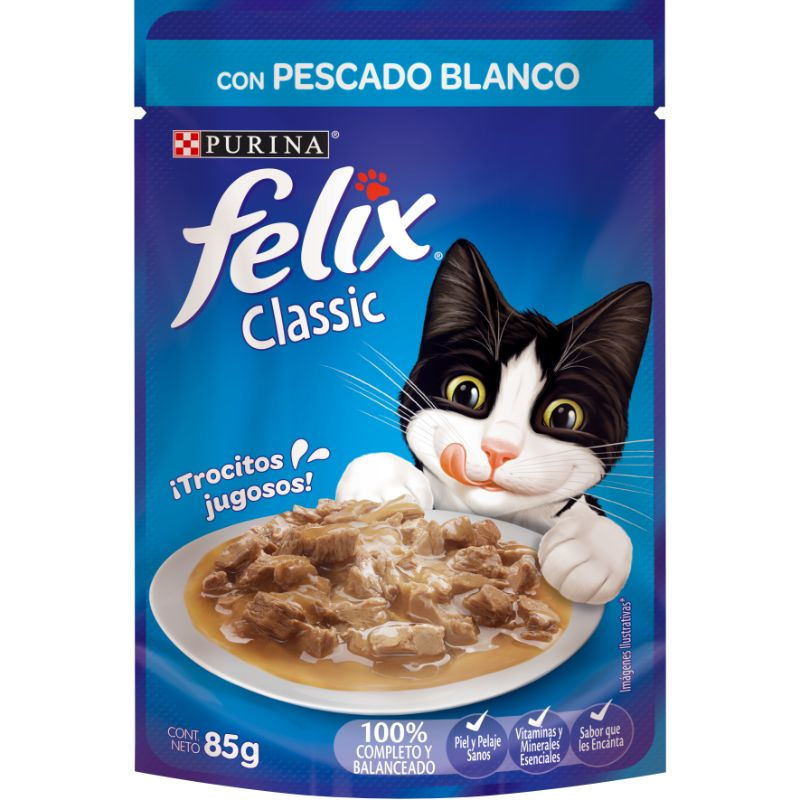 CON PESCADO BLANCO
PURINA®
felix®
Classic
¡Trocitos
jugosos!
Imágenes Ilustrativas*
CONT.
NETO 85g
100%
COMPLETO Y
BALANCEADO
Piel y Pelaje
Sanos
Vitaminas y
Minerales
Esenciales
Sabor que
les Encanta